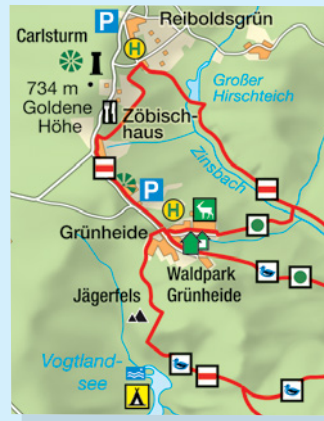 P
Reiboldsgrün
Carlsturm
H
734 m
Goldene
Höhe
Großer
Hirschteich
Zöbisch-
haus
Zinsbach
P
H
Grünheide
Waldpark
Grünheide
Jägerfels
Vogtland-
see